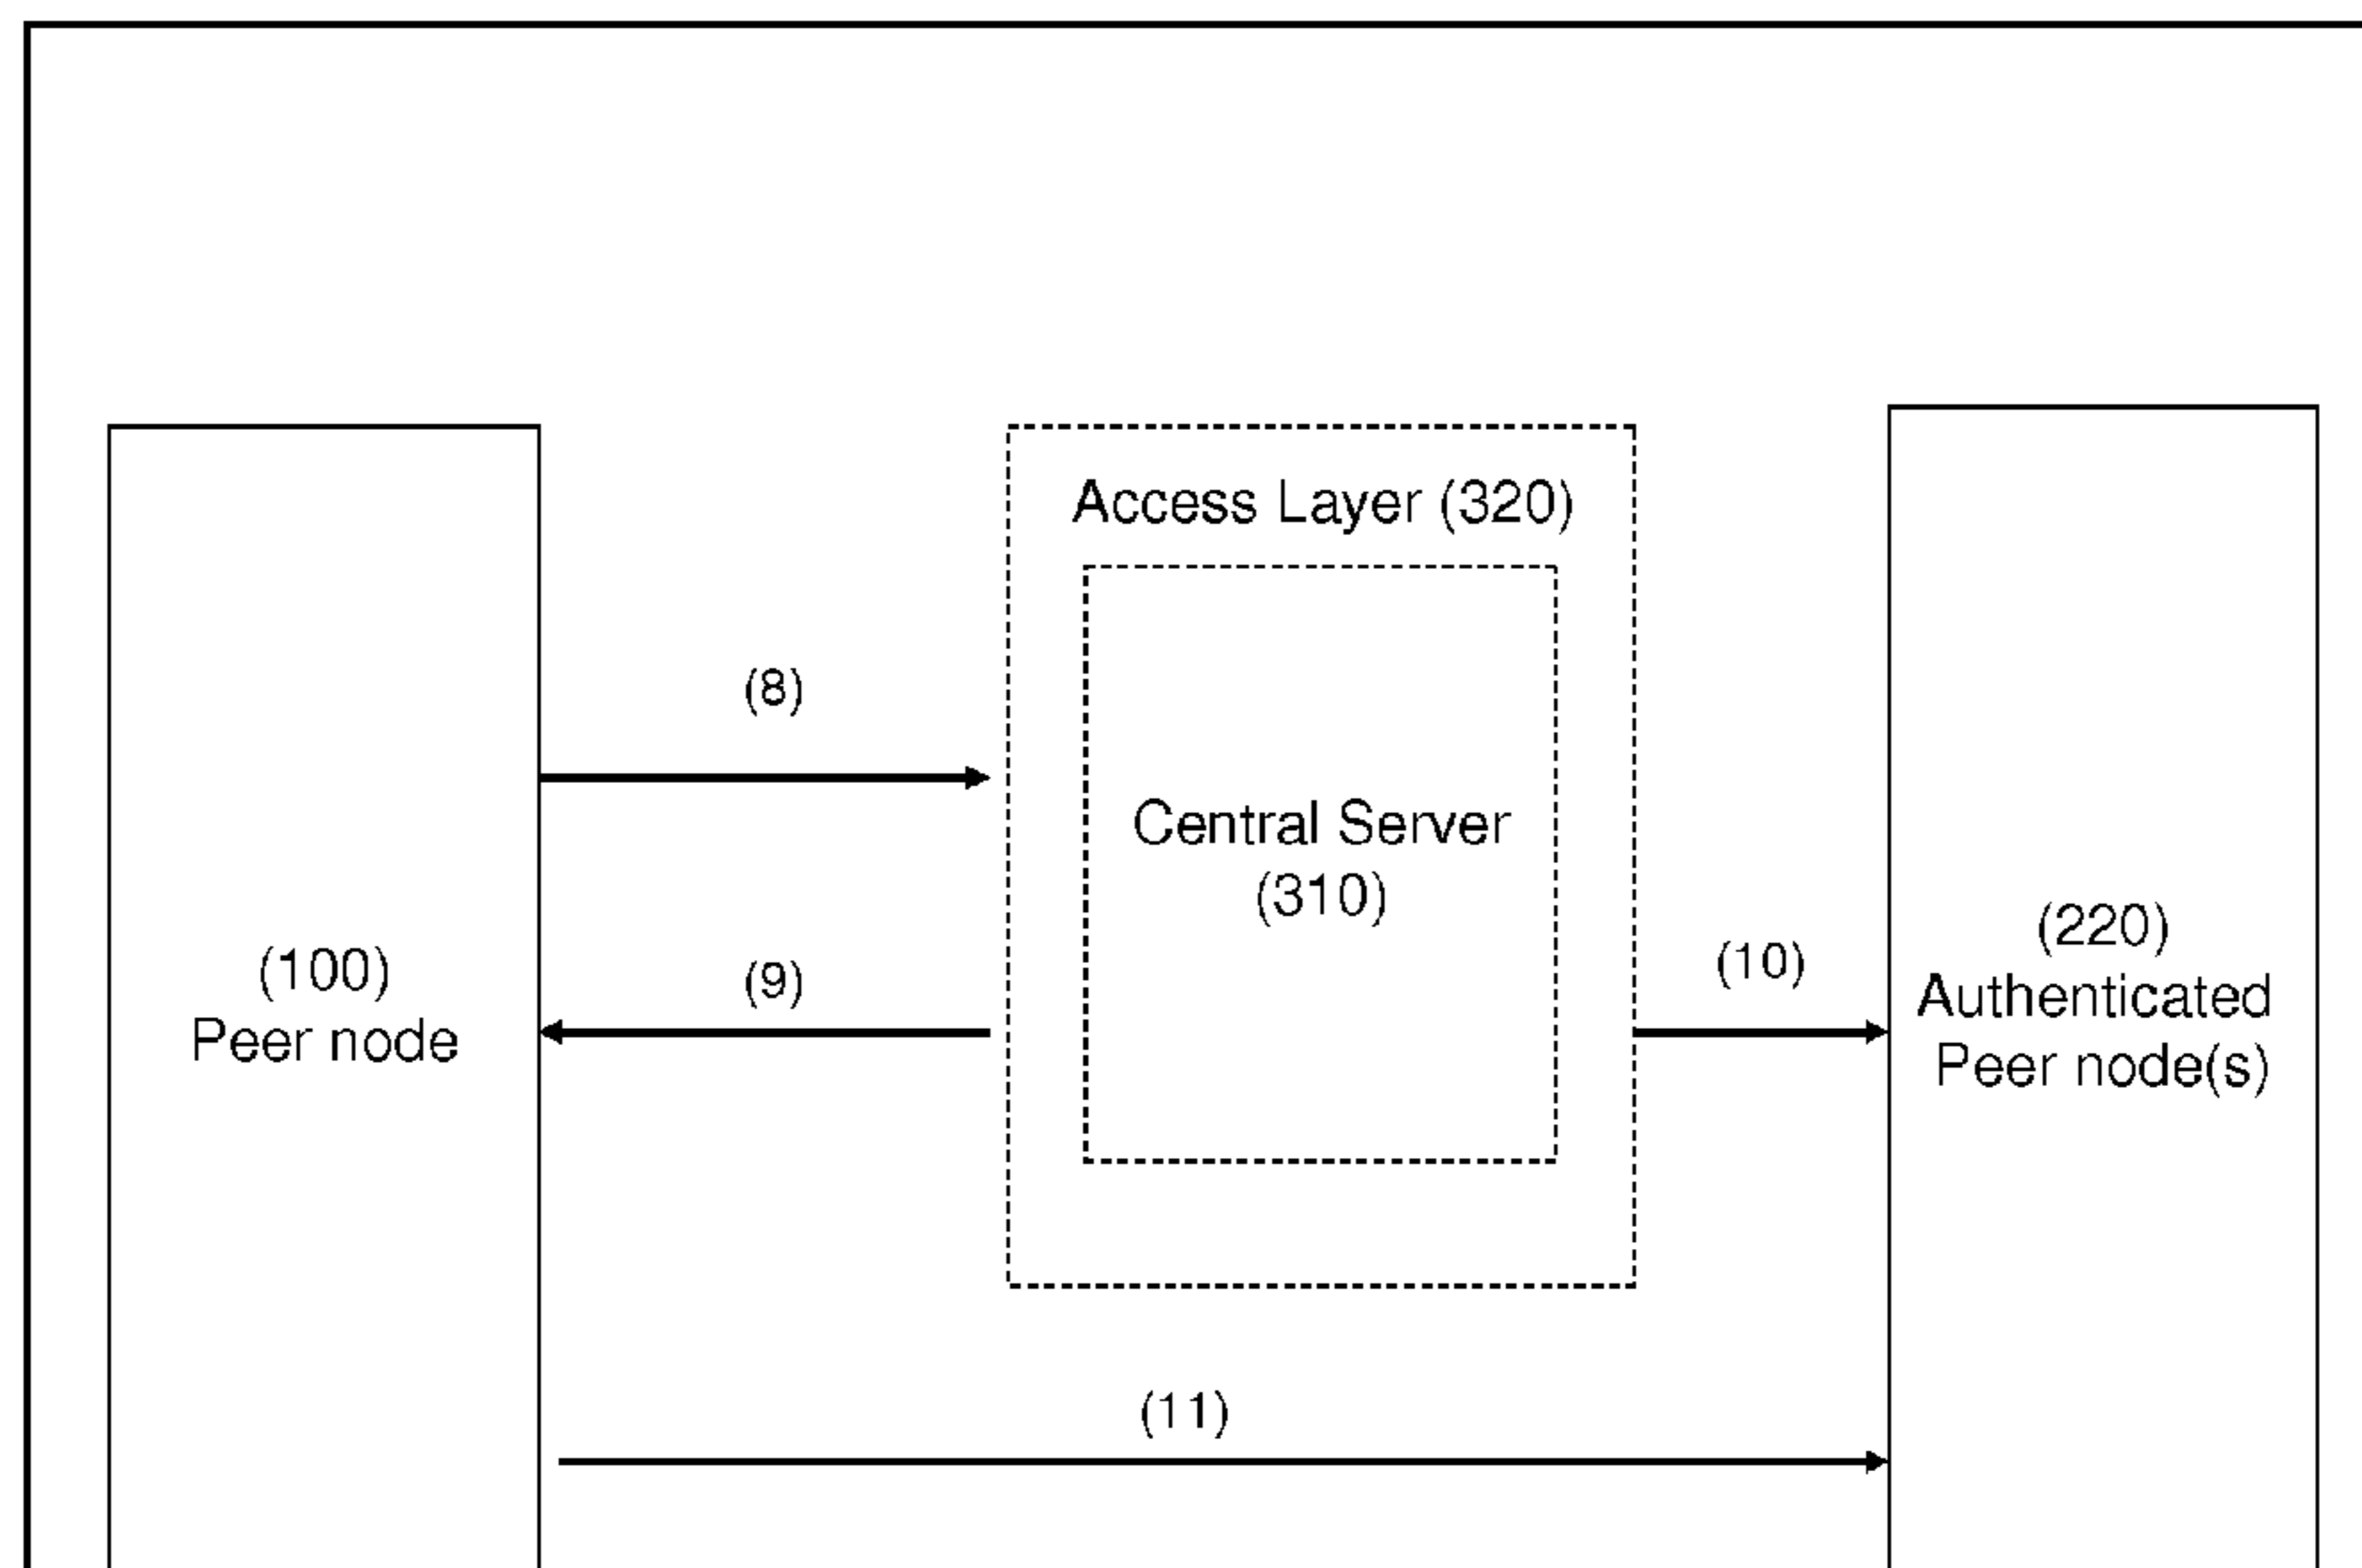 Access Layer (320)
(8)
Central Server
(310)
(100)
Peer node
(9)
(10)
(220)
Authenticated
Peer node(s)
(11)